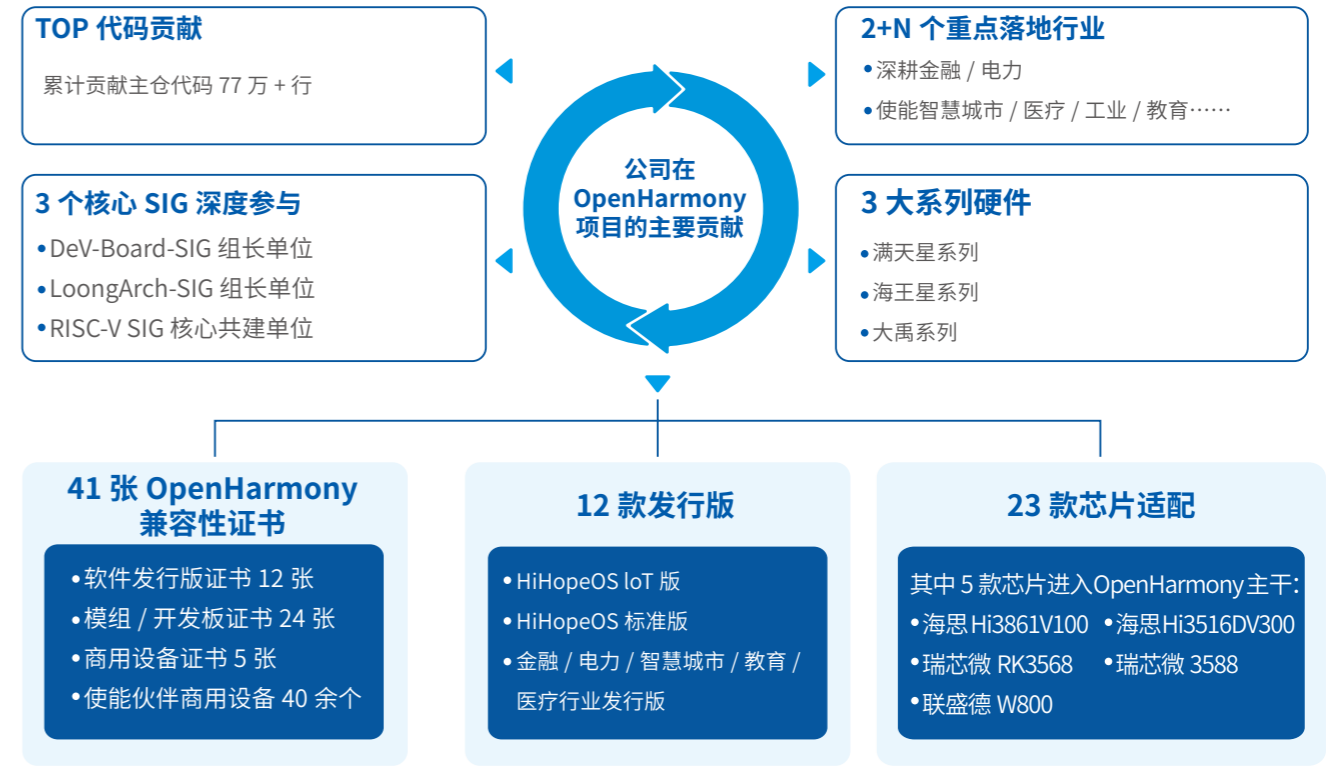 TOP 代码贡献
累计贡献主仓代码 77 万 + 行
3 个核心 SIG 深度参与
•DeV-Board-SIG 组长单位
•LoongArch-SIG 组长单位
•RISC-V SIG 核心共建单位
公司在
OpenHarmony
项目的主要贡献
2+N 个重点落地行业
•深耕金融 / 电力
•使能智慧城市 / 医疗 / 工业 / 教育……
3 大系列硬件
•满天星系列
•海王星系列
•大禹系列
41 张 OpenHarmony
兼容性证书
•软件发行版证书 12 张
•模组 / 开发板证书 24 张
•商用设备证书 5 张
•使能伙伴商用设备 40 余个
12 款发行版
•HiHopeOS loT 版
•HiHopeOS 标准版
•金融 / 电力 / 智慧城市 / 教育 /
医疗行业发行版
23 款芯片适配
其中 5 款芯片进入OpenHarmony主干:
•海思Hi3861V100 •海思Hi3516DV300
•瑞芯微 RK3568 •瑞芯微 3588
•联盛德 W800